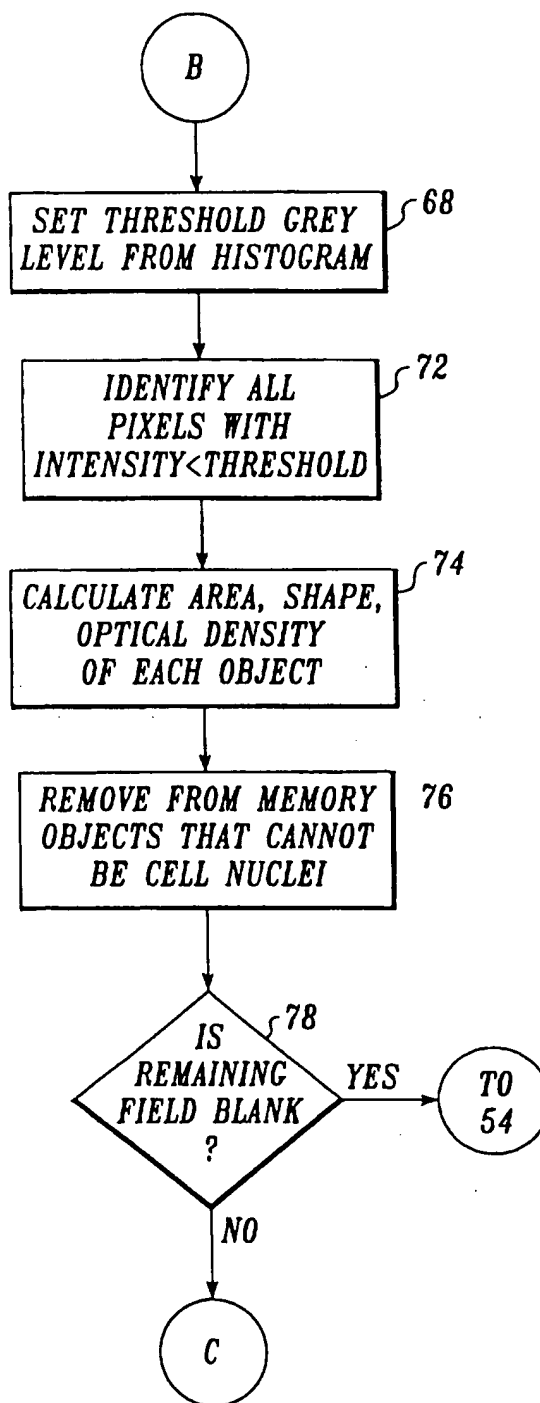 B
68
SET THRESHOLD GREY
LEVEL FROM HISTOGRAM
72
IDENTIFY ALL
PIXELS WITH
INTENSITY<THRESHOLD
74
CALCULATE AREA, SHAPE,
OPTICAL DENSITY
OF EACH OBJECT
REMOVE FROM MEMORY 76
OBJECTS THAT CANNOT
BE CELL NUCLEI
78
IS
REMAINING
FIELD BLANK
?
YES
TO
54
NO
C